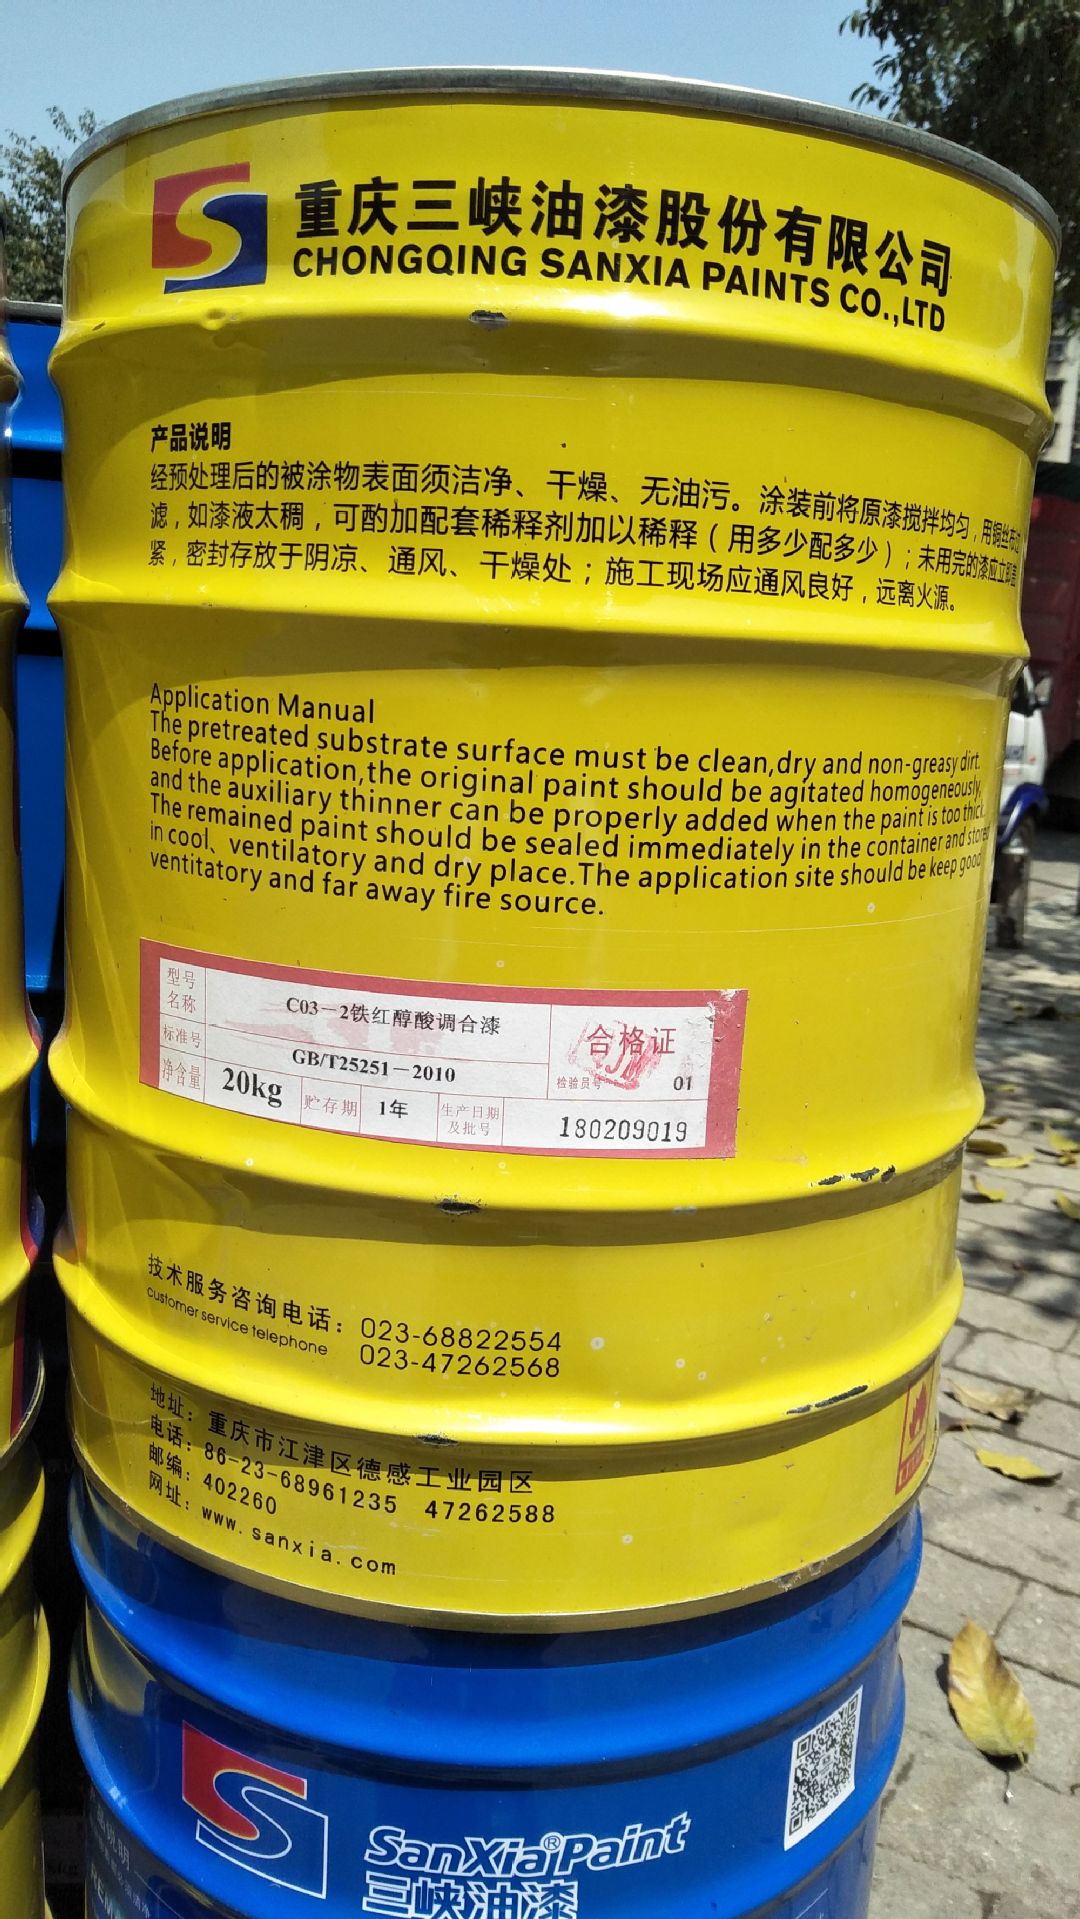 重庆三峡油漆股份有限公司
CHONGQING SANXIA PAINTS CO.,LTD
产品说明
经预处理后的被涂物表面须洁净、干燥、无油污。涂装前将原漆搅拌均匀，用铜丝布过
滤，如漆液太稠，可酌加配套稀释剂加以稀释（用多少配多少）；未用完的漆应立即盖
紧，密封存放于阴凉、通风、干燥处；施工现场应通风良好，远离火源。
Application Manual
The pretreated substrate surface must be clean,dry and non-greasy dirt.
Before application,the original paint should be agitated homogeneously,
and the auxiliary thinner can be properly added when the paint is too thick.
The remained paint should be sealed immediately in the container and stored
in cool、ventilatory and dry place.The application site should be keep good
ventitatory and far away fire source.
型号名称 C03－2铁红醇酸调合漆
标准号 GB/T25251－2010
合格证
检验员号 01
净含量 20kg 贮存期 1年 生产日期及批号 180209019
技术服务咨询电话：023-68822554
customer service telephone 023-47262568
地址：重庆市江津区德感工业园区
电话：86-23-68961235 47262588
邮编：402260
网址：www.sanxia.com
SanXia®Paint
三峡油漆